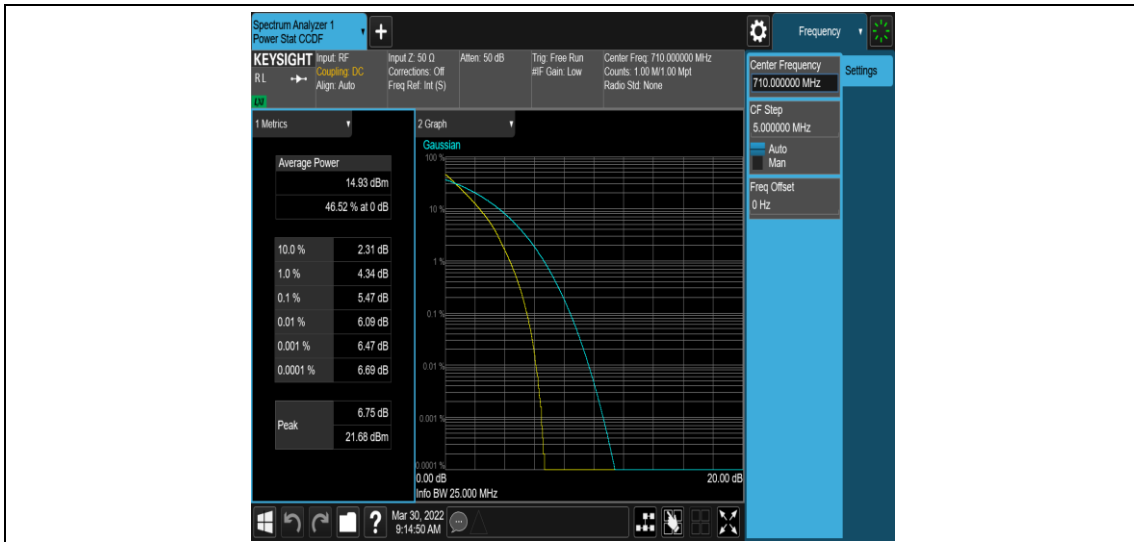 Spectrum Analyzer 1
Power Stat CCDF
+
Frequency
KEYSIGHT
RL
LXI
Input: RF
Coupling: DC
Align: Auto
Input Z: 50 Ω
Corrections: Off
Freq Ref: Int (S)
Atten: 50 dB
Trig: Free Run
#IF Gain: Low
Center Freq: 710.000000 MHz
Counts: 1.00 M/1.00 Mpt
Radio Std: None
Center Frequency
710.000000 MHz
Settings
CF Step
5.000000 MHz
Auto
Man
Freq Offset
0 Hz
1 Metrics
Average Power
14.93 dBm
46.52 % at 0 dB
10.0 % 2.31 dB
1.0 % 4.34 dB
0.1 % 5.47 dB
0.01 % 6.09 dB
0.001 % 6.47 dB
0.0001 % 6.69 dB
Peak
6.75 dB
21.68 dBm
2 Graph
Gaussian
100 %
10 %
1 %
0.1 %
0.01 %
0.001 %
0.0001 %
0.00 dB 20.00 dB
Info BW 25.000 MHz
?
Mar 30, 2022
9:14:50 AM